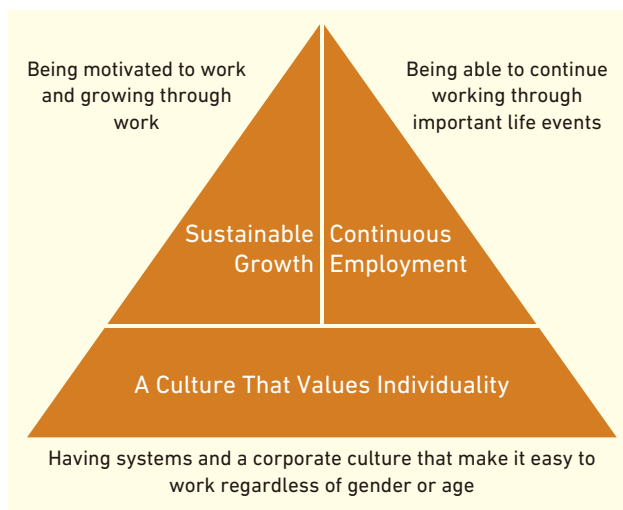 Being motivated to work
and growing through
work
Being able to continue
working through
important life events
Sustainable
Growth
Continuous
Employment
A Culture That Values Individuality
Having systems and a corporate culture that make it easy to
work regardless of gender or age